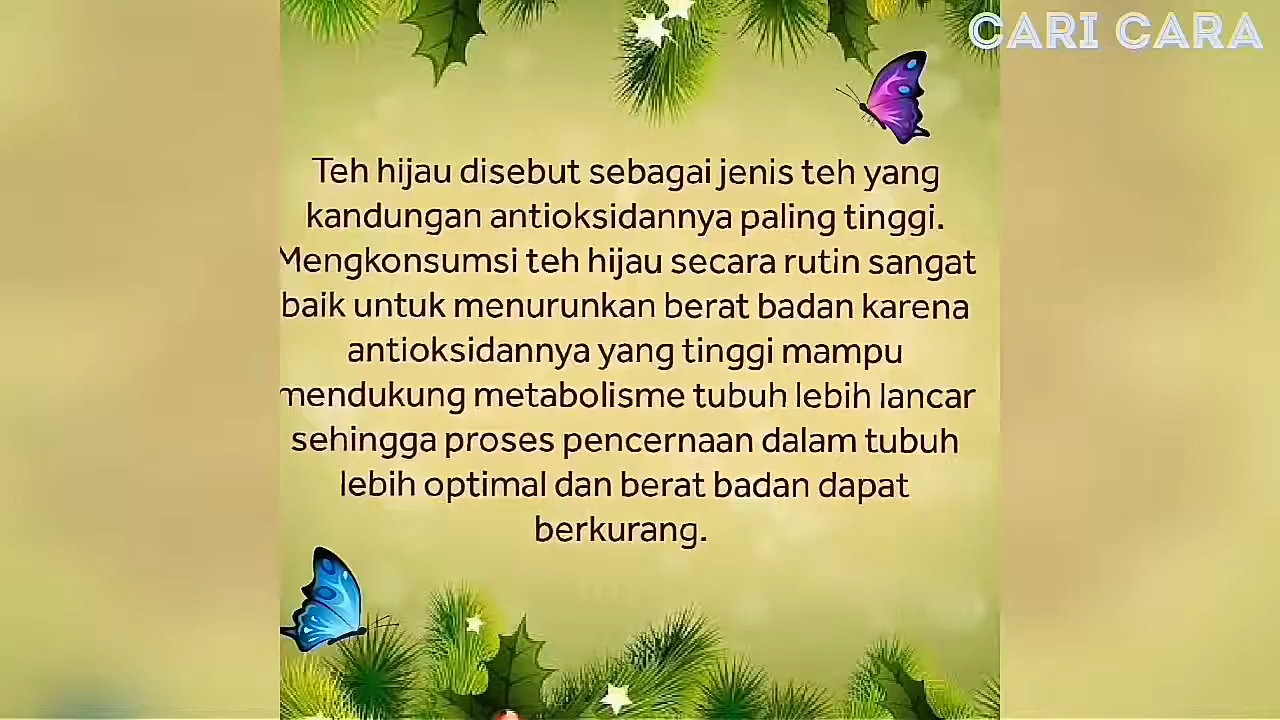 CARI CARA
Teh hijau disebut sebagai jenis teh yang
kandungan antioksidannya paling tinggi.
Mengkonsumsi teh hijau secara rutin sangat
baik untuk menurunkan berat badan karena
antioksidannya yang tinggi mampu
mendukung metabolisme tubuh lebih lancar
sehingga proses pencernaan dalam tubuh
lebih optimal dan berat badan dapat
berkurang.